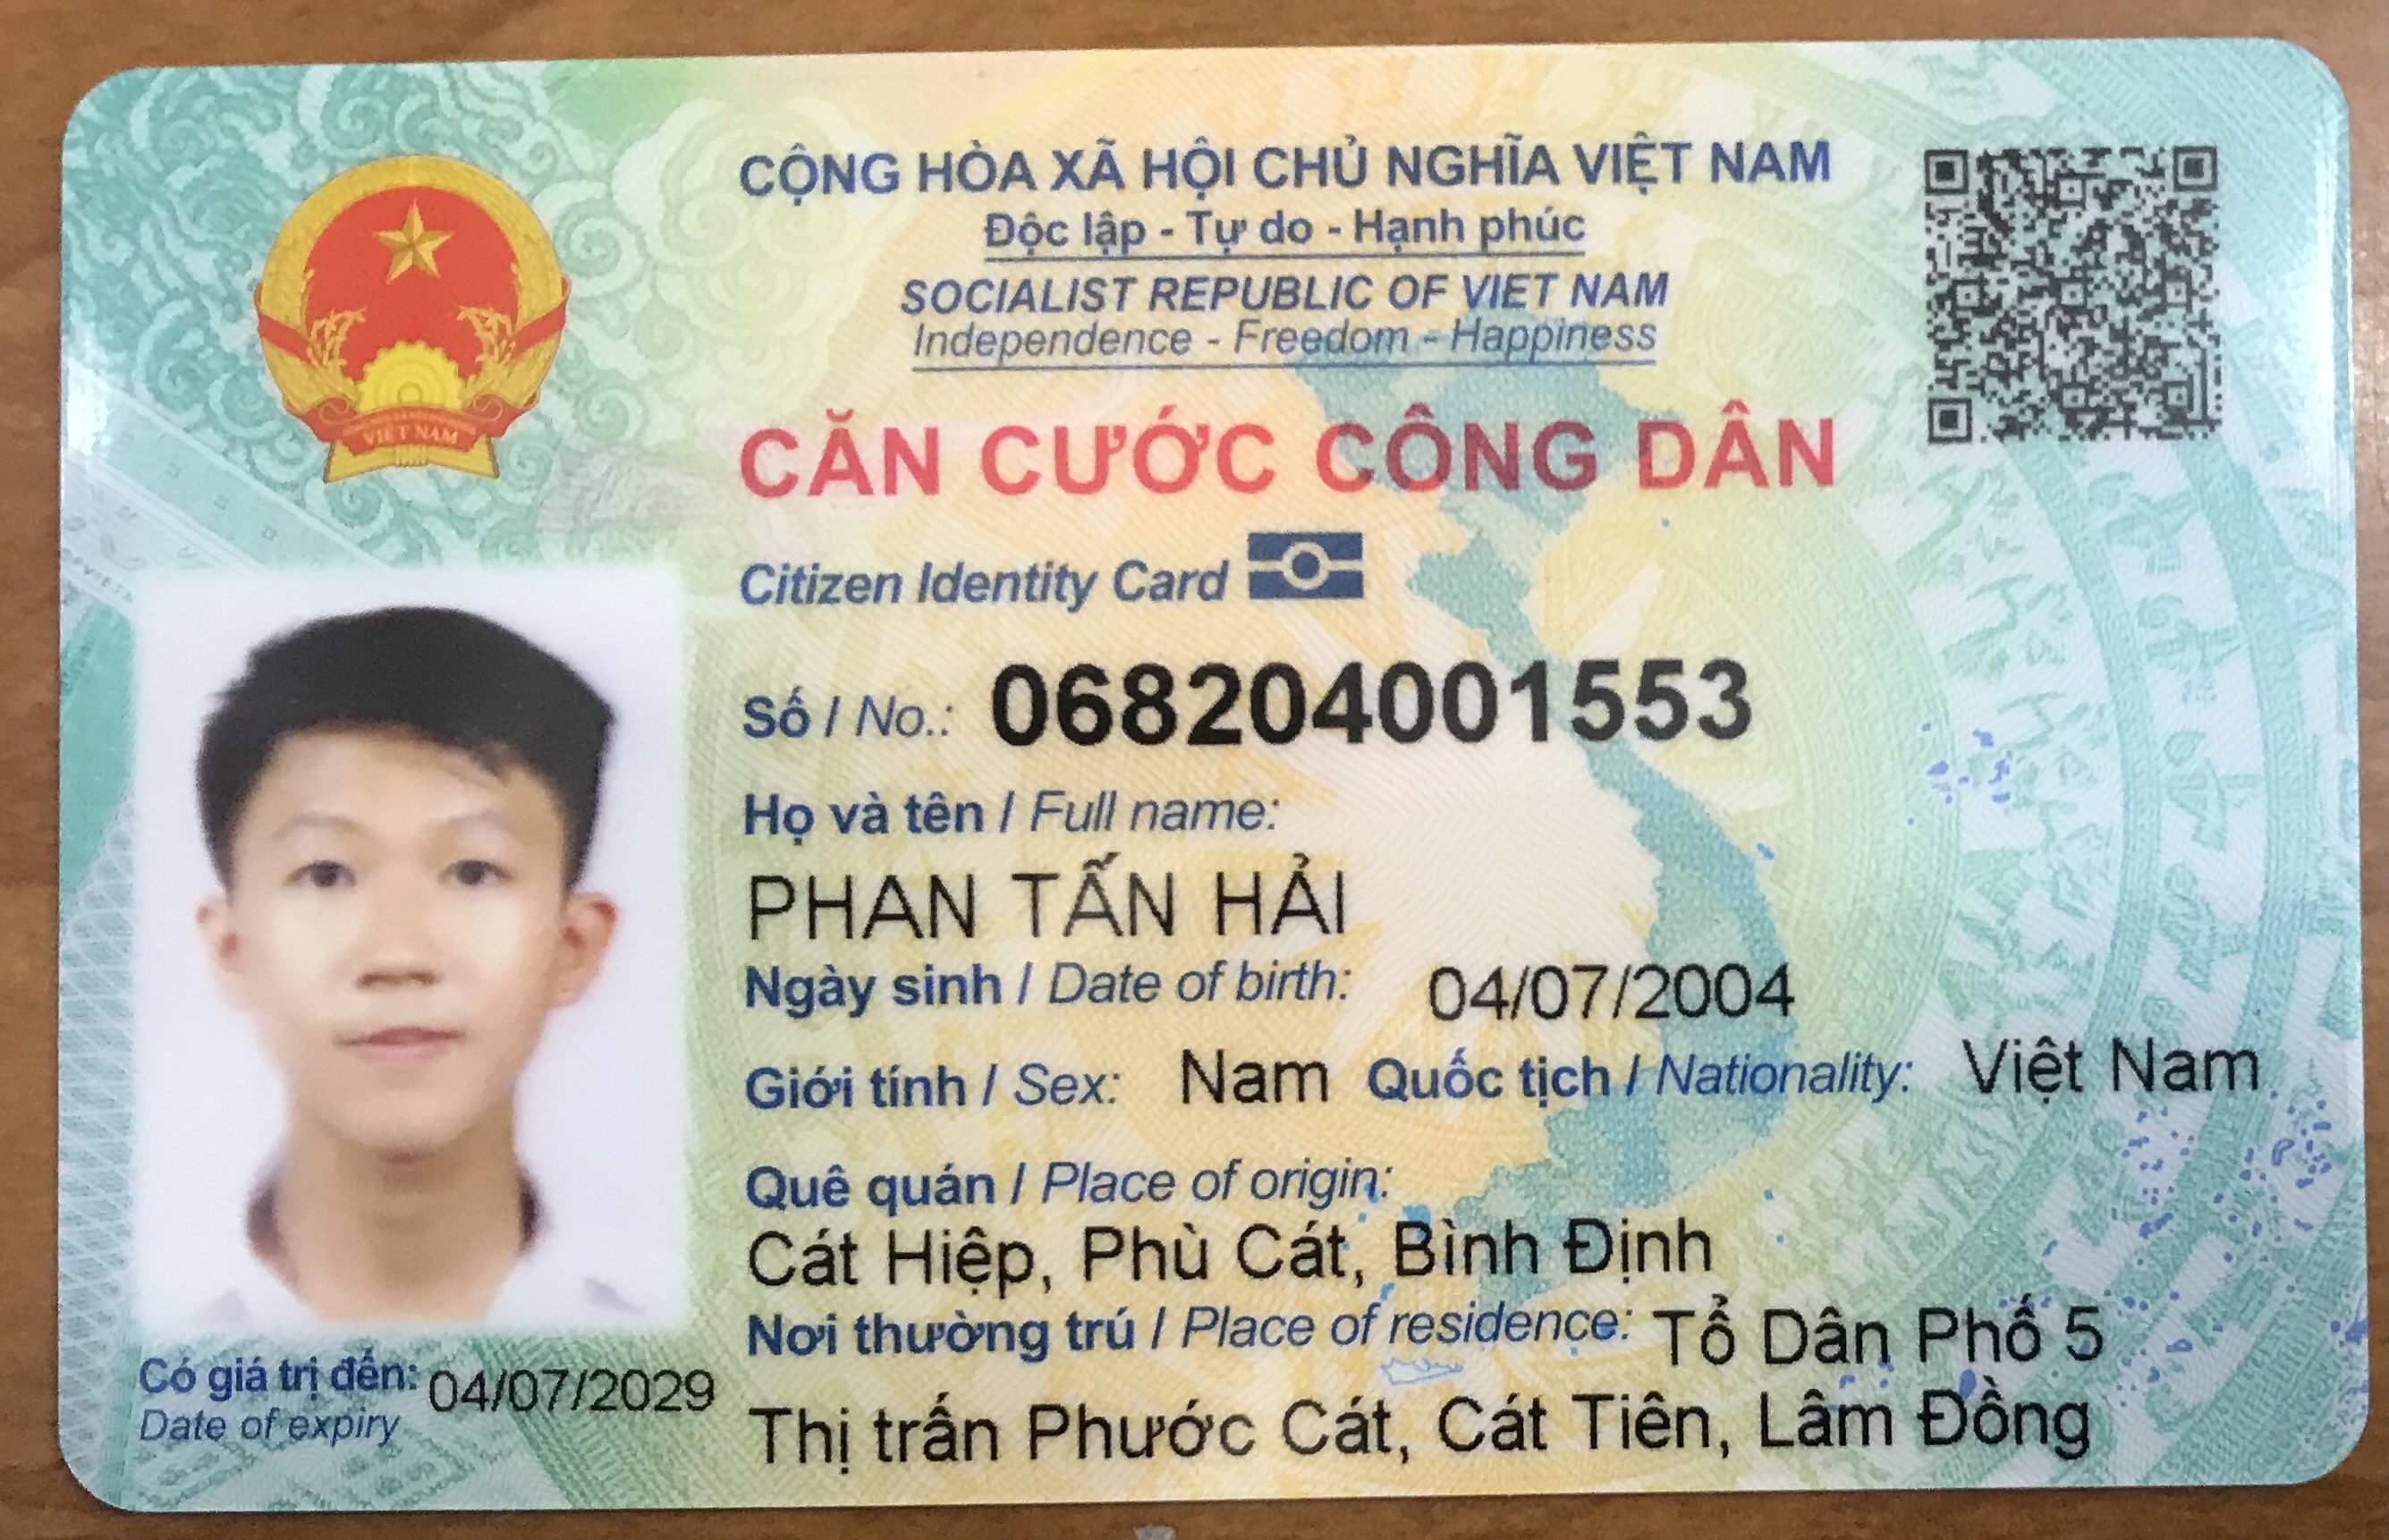 CỘNG HÒA XÃ HỘI CHỦ NGHĨA VIỆT NAM
Độc lập - Tự do - Hạnh phúc
SOCIALIST REPUBLIC OF VIET NAM
Independence - Freedom - Happiness
VIỆT NAM
CĂN CƯỚC CÔNG DÂN
Citizen Identity Card
Số / No.: 068204001553
Họ và tên / Full name:
PHAN TẤN HẢI
Ngày sinh / Date of birth: 04/07/2004
Giới tính / Sex: Nam Quốc tịch / Nationality: Việt Nam
Quê quán / Place of origin:
Cát Hiệp, Phù Cát, Bình Định
Nơi thường trú / Place of residence: Tổ Dân Phố 5
Thị trấn Phước Cát, Cát Tiên, Lâm Đồng
Có giá trị đến: 04/07/2029
Date of expiry